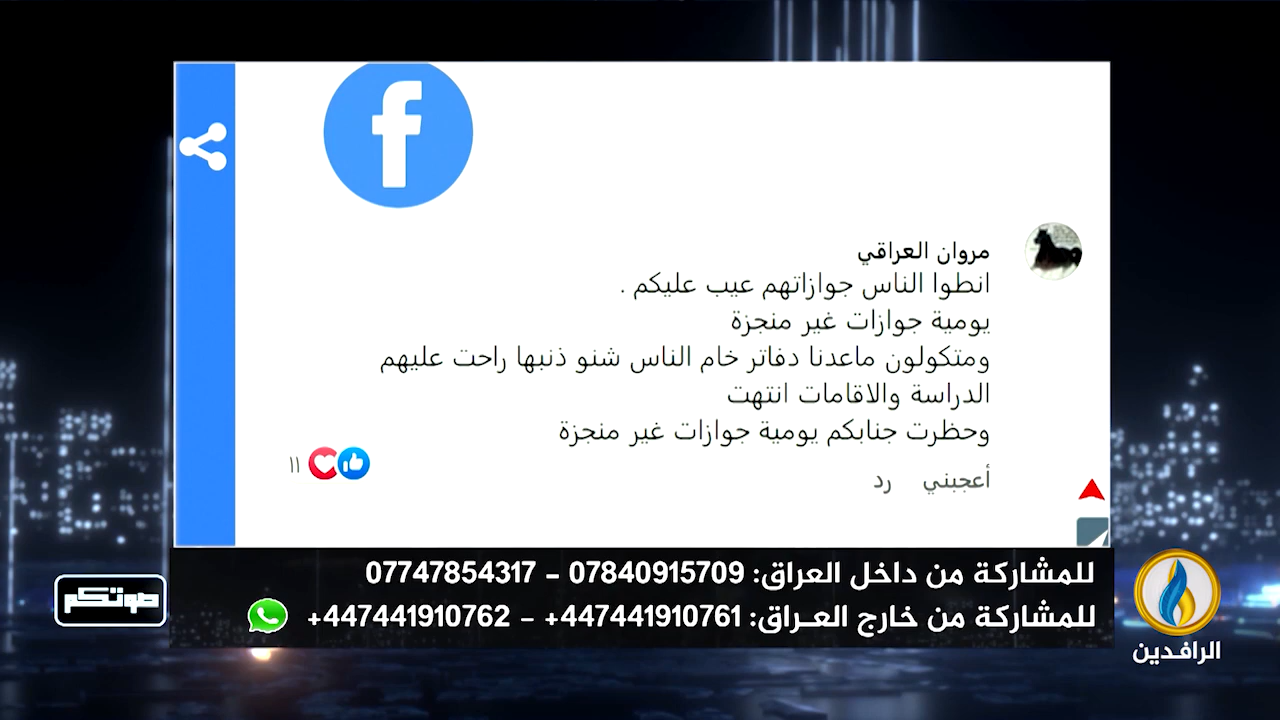 مروان العراقي
انطوا الناس جوازاتهم عيب عليكم .
يومية جوازات غير منجزة
ومتكولون ماعدنا دفاتر خام الناس شنو ذنبها راحت عليهم
الدراسة والاقامات انتهت
وحظرت جنابكم يومية جوازات غير منجزة
أعجبني رد
١١
للمشاركة من داخل العراق: 07840915709 - 07747854317
للمشاركة من خارج العـراق: 447441910761+ - 447441910762+
صوتكم
الرافدين